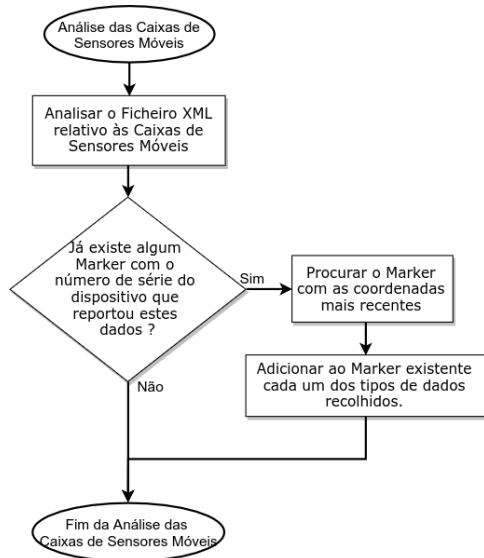 Análise das Caixas de
Sensores Móveis
Analisar o Ficheiro XML
relativo às Caixas de
Sensores Móveis
Já existe algum
Marker com o
número de série do
dispositivo que
reportou estes
dados ?
Sim
Procurar o Marker
com as coordenadas
mais recentes
Adicionar ao Marker existente
cada um dos tipos de dados
recolhidos.
Não
Fim da Análise das
Caixas de Sensores Móveis